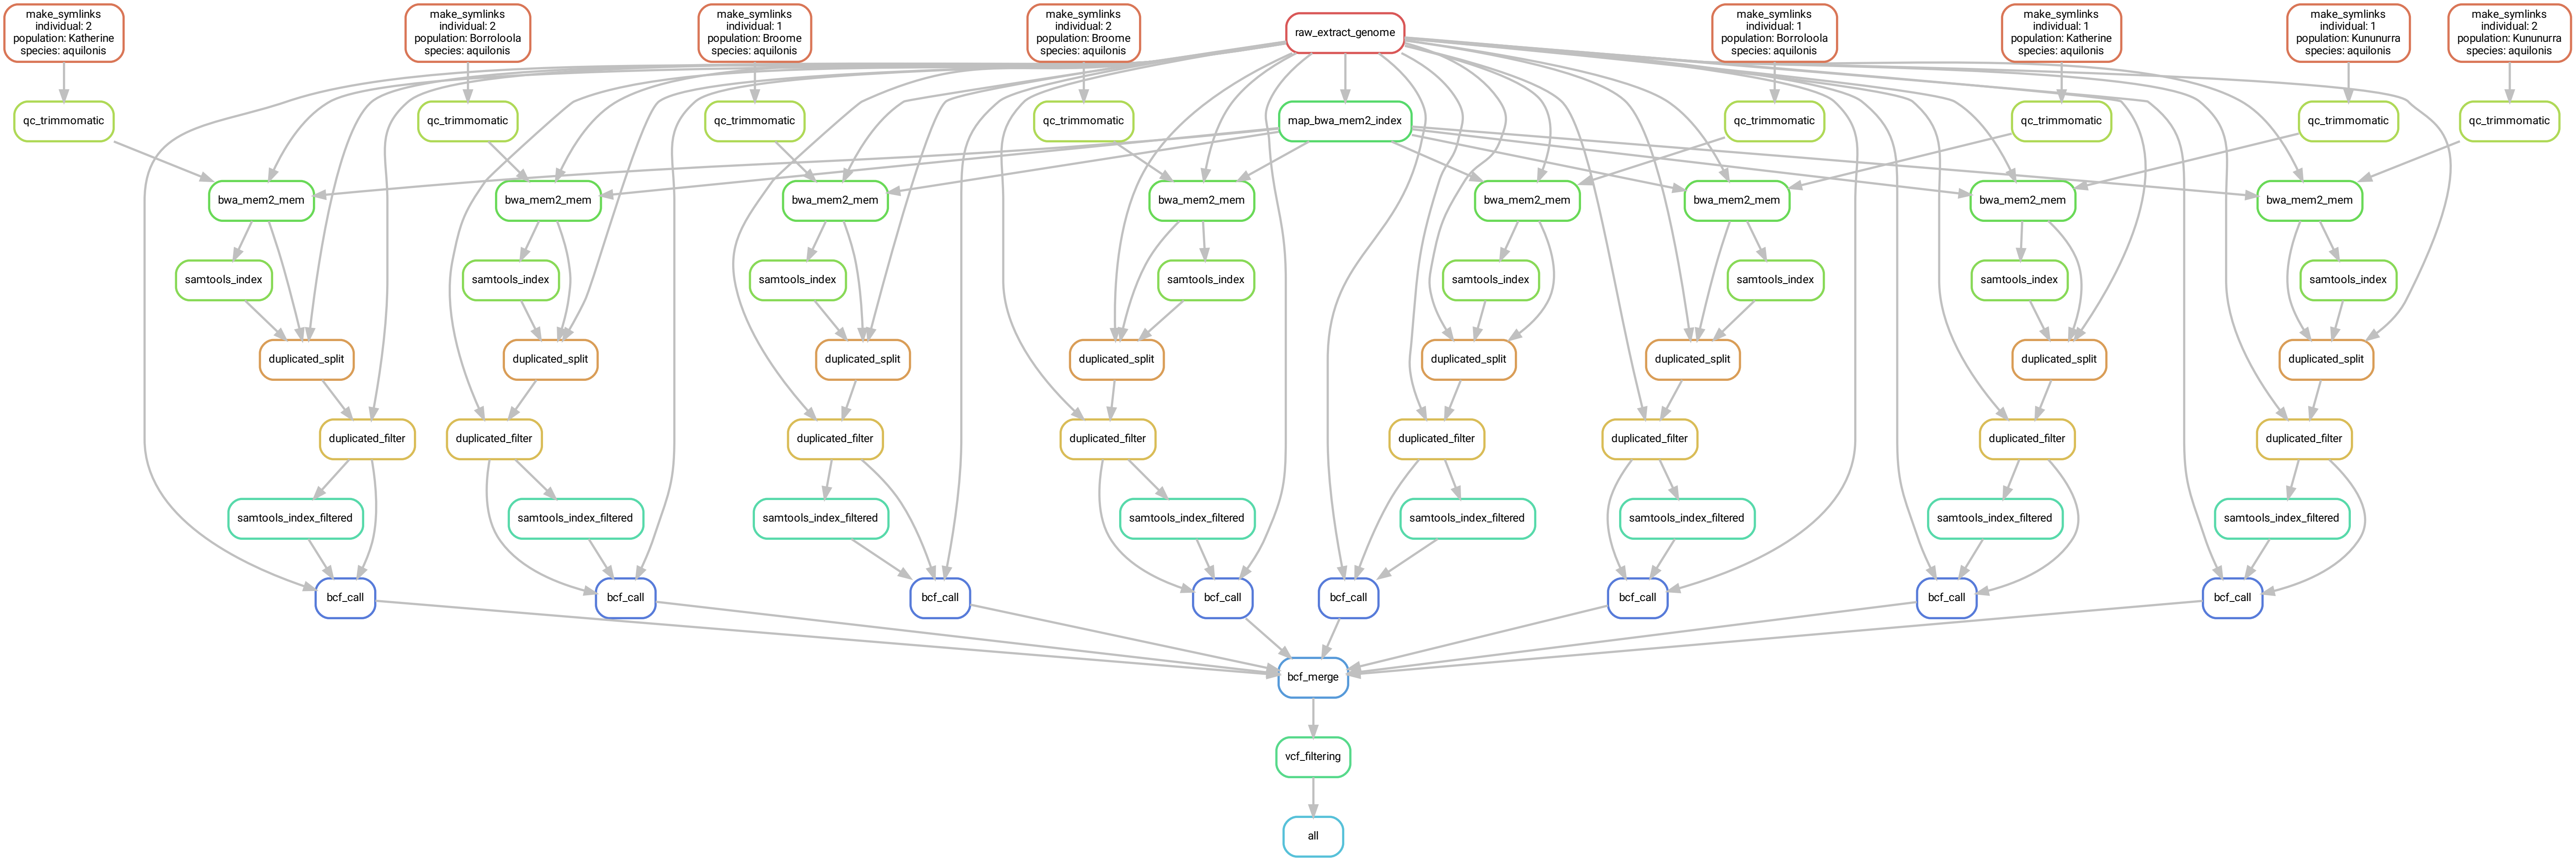 make_symlinks
individual: 2
population: Katherine
species: aquilonis
make_symlinks
individual: 2
population: Borroloola
species: aquilonis
make_symlinks
individual: 1
population: Broome
species: aquilonis
make_symlinks
individual: 2
population: Broome
species: aquilonis
raw_extract_genome
make_symlinks
individual: 1
population: Borroloola
species: aquilonis
make_symlinks
individual: 1
population: Katherine
species: aquilonis
make_symlinks
individual: 1
population: Kununurra
species: aquilonis
make_symlinks
individual: 2
population: Kununurra
species: aquilonis
qc_trimmomatic
qc_trimmomatic
qc_trimmomatic
qc_trimmomatic
map_bwa_mem2_index
qc_trimmomatic
qc_trimmomatic
qc_trimmomatic
qc_trimmomatic
bwa_mem2_mem
bwa_mem2_mem
bwa_mem2_mem
bwa_mem2_mem
bwa_mem2_mem
bwa_mem2_mem
bwa_mem2_mem
bwa_mem2_mem
samtools_index
samtools_index
samtools_index
samtools_index
samtools_index
samtools_index
samtools_index
samtools_index
duplicated_split
duplicated_split
duplicated_split
duplicated_split
duplicated_split
duplicated_split
duplicated_split
duplicated_split
duplicated_filter
duplicated_filter
duplicated_filter
duplicated_filter
duplicated_filter
duplicated_filter
duplicated_filter
duplicated_filter
samtools_index_filtered
samtools_index_filtered
samtools_index_filtered
samtools_index_filtered
samtools_index_filtered
samtools_index_filtered
samtools_index_filtered
samtools_index_filtered
bcf_call
bcf_call
bcf_call
bcf_call
bcf_call
bcf_call
bcf_call
bcf_call
bcf_merge
vcf_filtering
all